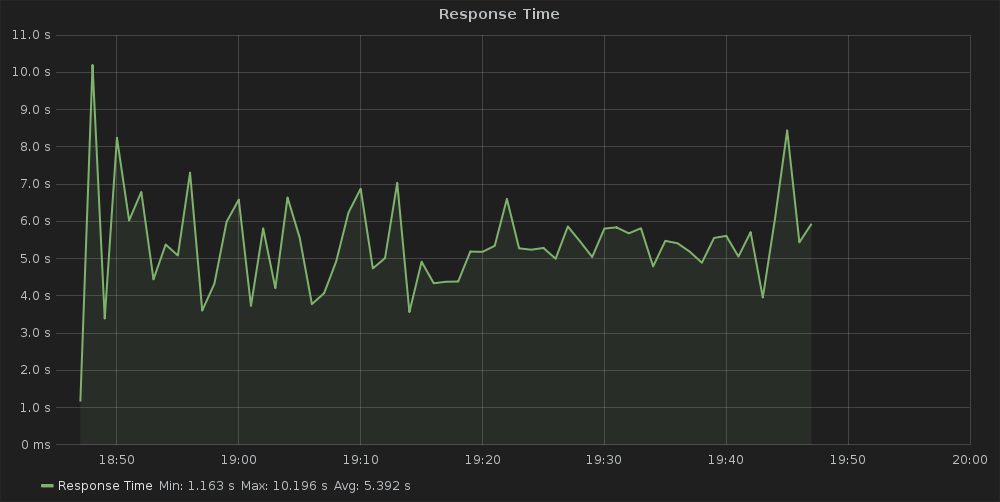 Response Time
11.0 s
10.0 s
9.0 s
8.0 s
7.0 s
6.0 s
5.0 s
4.0 s
3.0 s
2.0 s
1.0 s
0 ms
18:50 19:00 19:10 19:20 19:30 19:40 19:50 20:00
Response Time Min: 1.163 s Max: 10.196 s Avg: 5.392 s